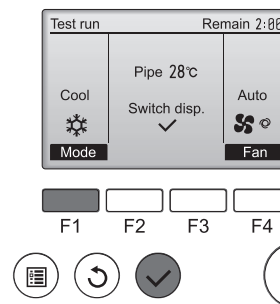 Test run Remain 2:00
Pipe 28℃
Cool Auto
Switch disp.
Mode Fan
F1 F2 F3 F4